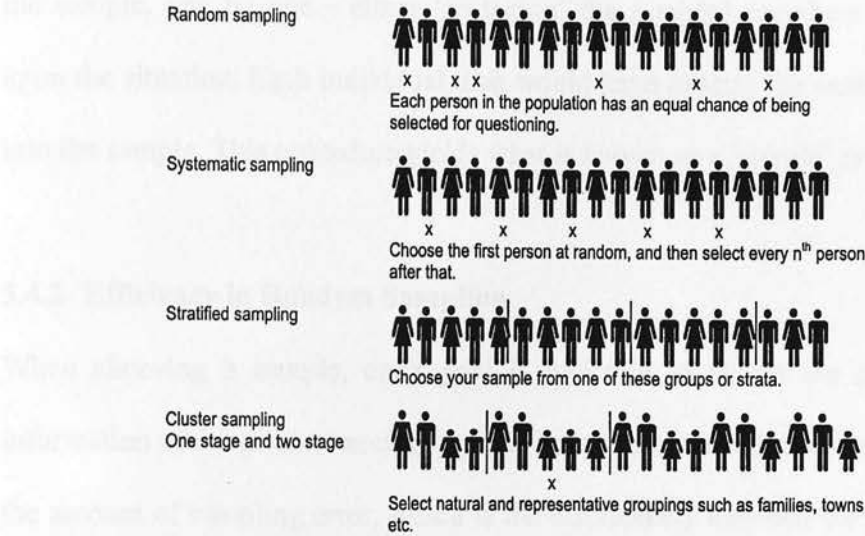 Random sampling
x x x x x x
Each person in the population has an equal chance of being
selected for questioning.
Systematic sampling
x x x x x
Choose the first person at random, and then select every nth person
after that.
Stratified sampling
Choose your sample from one of these groups or strata.
Cluster sampling
One stage and two stage
x
Select natural and representative groupings such as families, towns
etc.